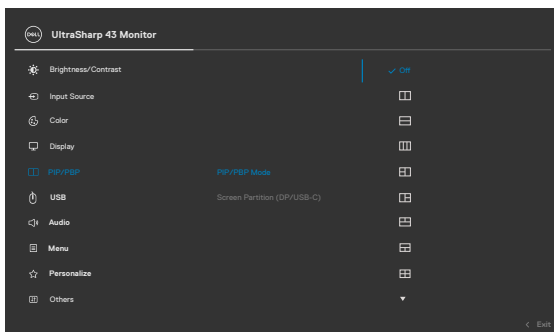 DELL UltraSharp 43 Monitor
Brightness/Contrast Off
Input Source
Color
Display
PIP/PBP PIP/PBP Mode
USB Screen Partition (DP/USB-C)
Audio
Menu
Personalize
Others
Exit